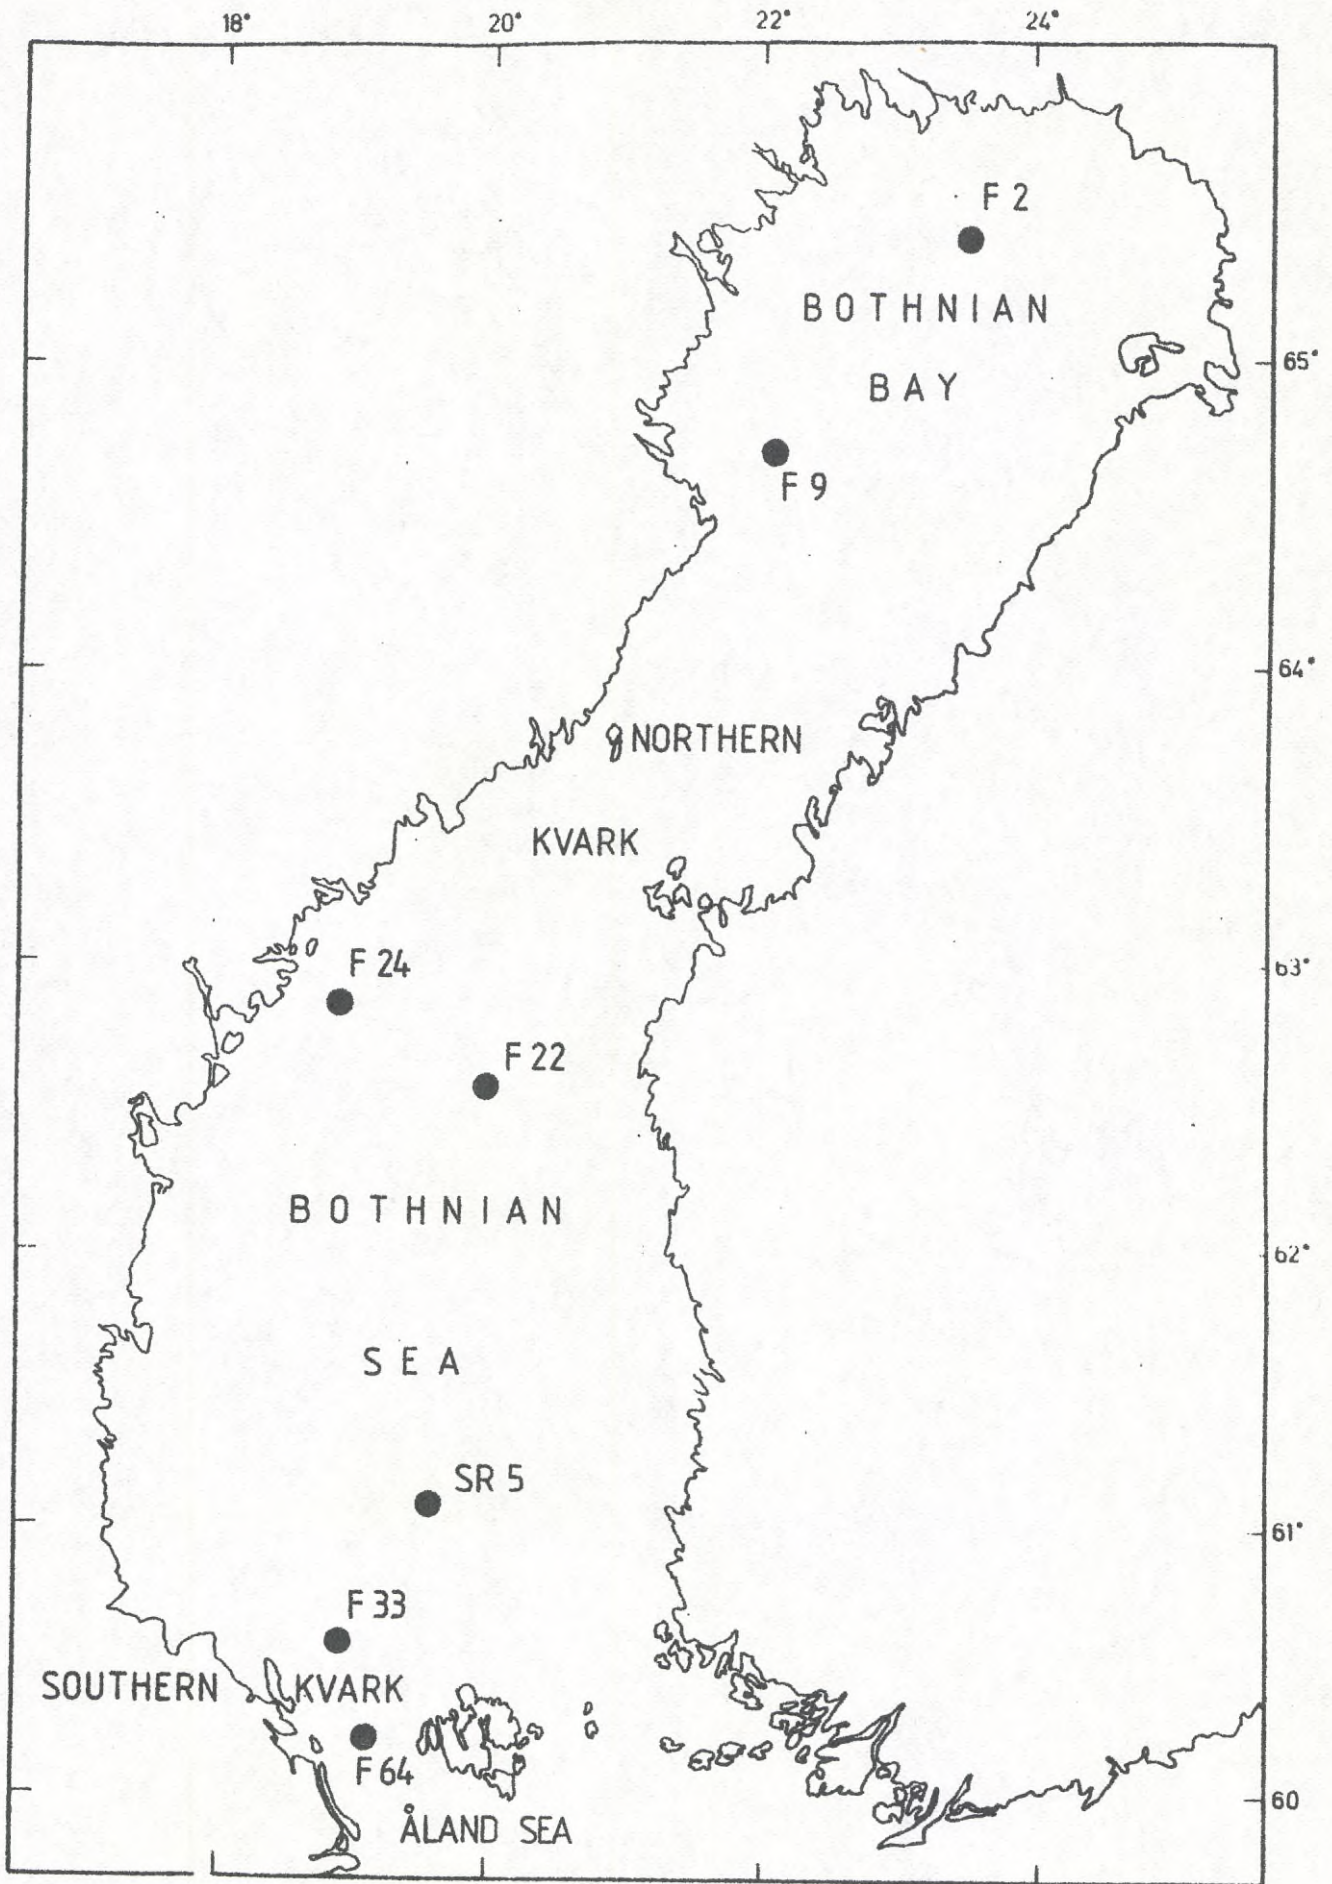 18° 20° 22° 24°
F 2
BOTHNIAN
65°
BAY
F 9
64°
NORTHERN
KVARK
F 24
63°
F 22
BOTHNIAN
62°
SEA
SR 5
61°
F 33
SOUTHERN KVARK
F 64
60
ÅLAND SEA